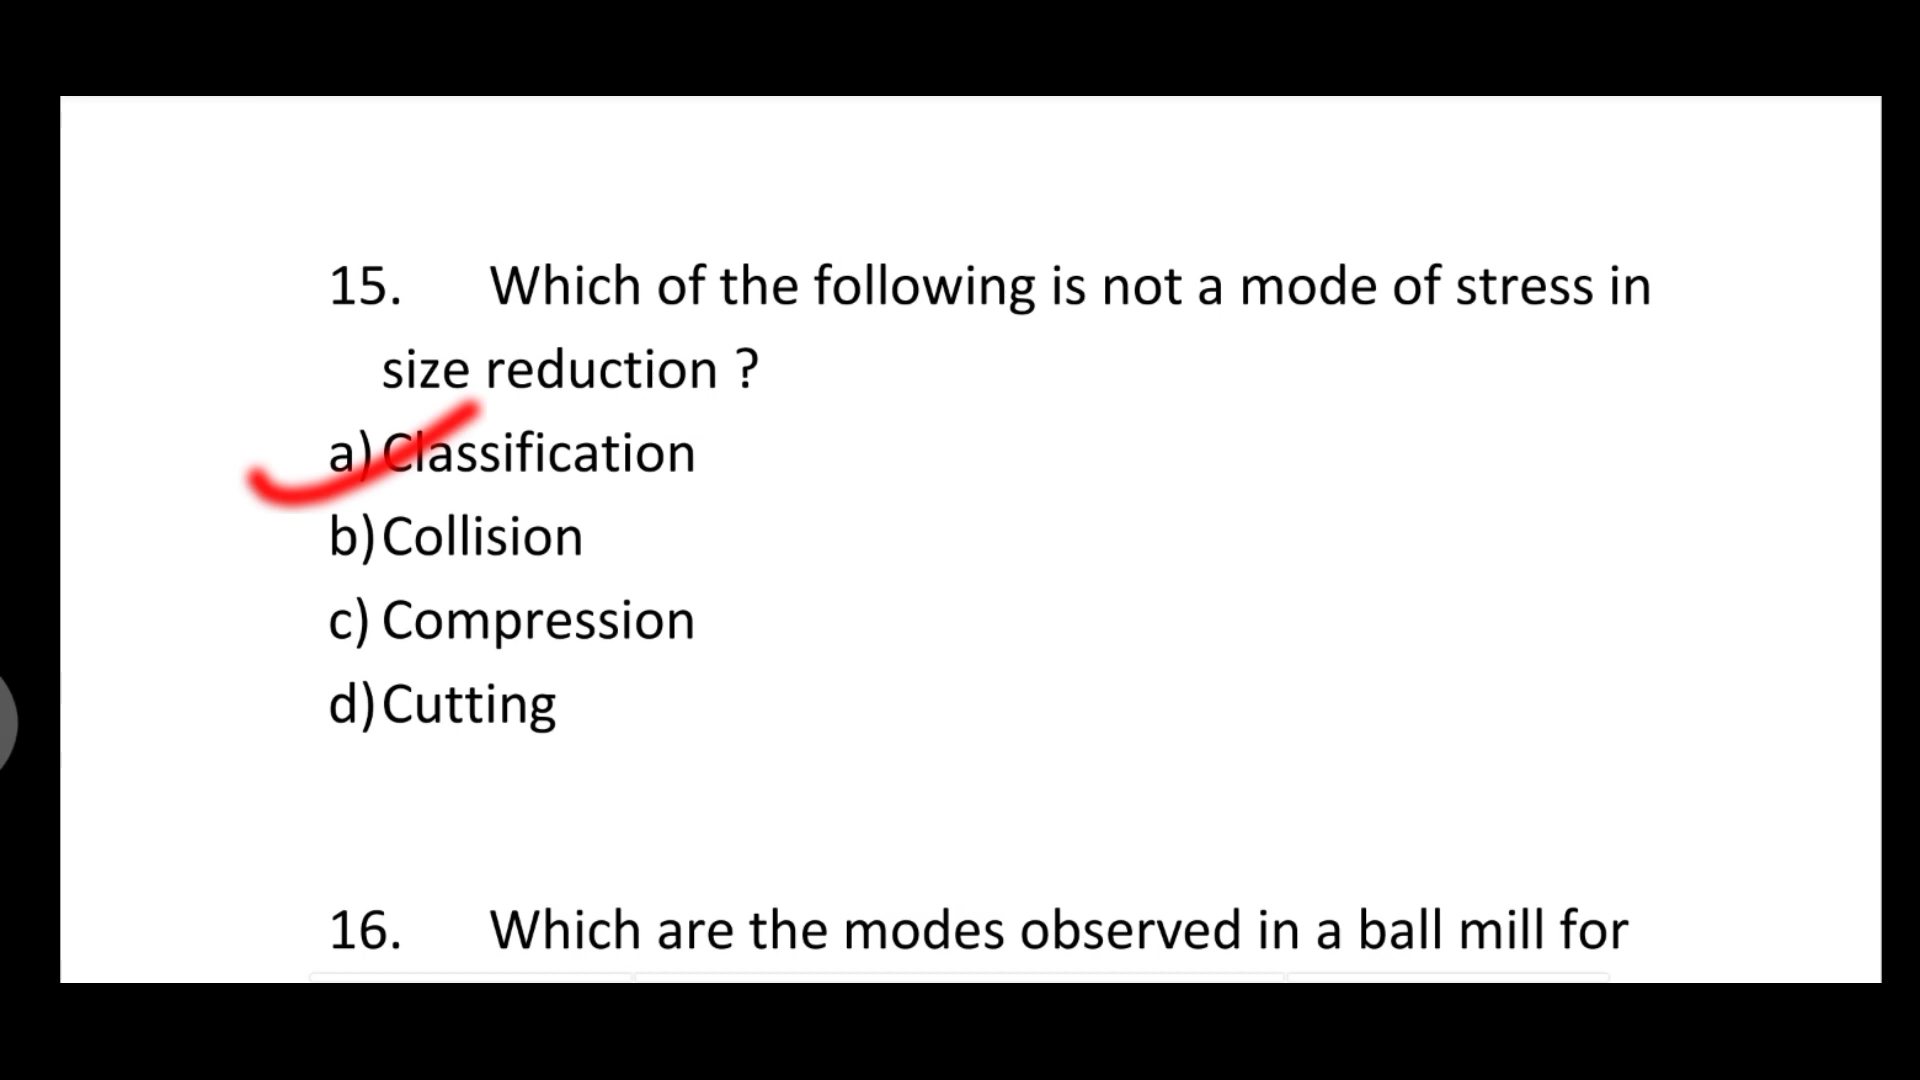 15. Which of the following is not a mode of stress in
size reduction ?
a) Classification
b) Collision
c) Compression
d) Cutting
16. Which are the modes observed in a ball mill for